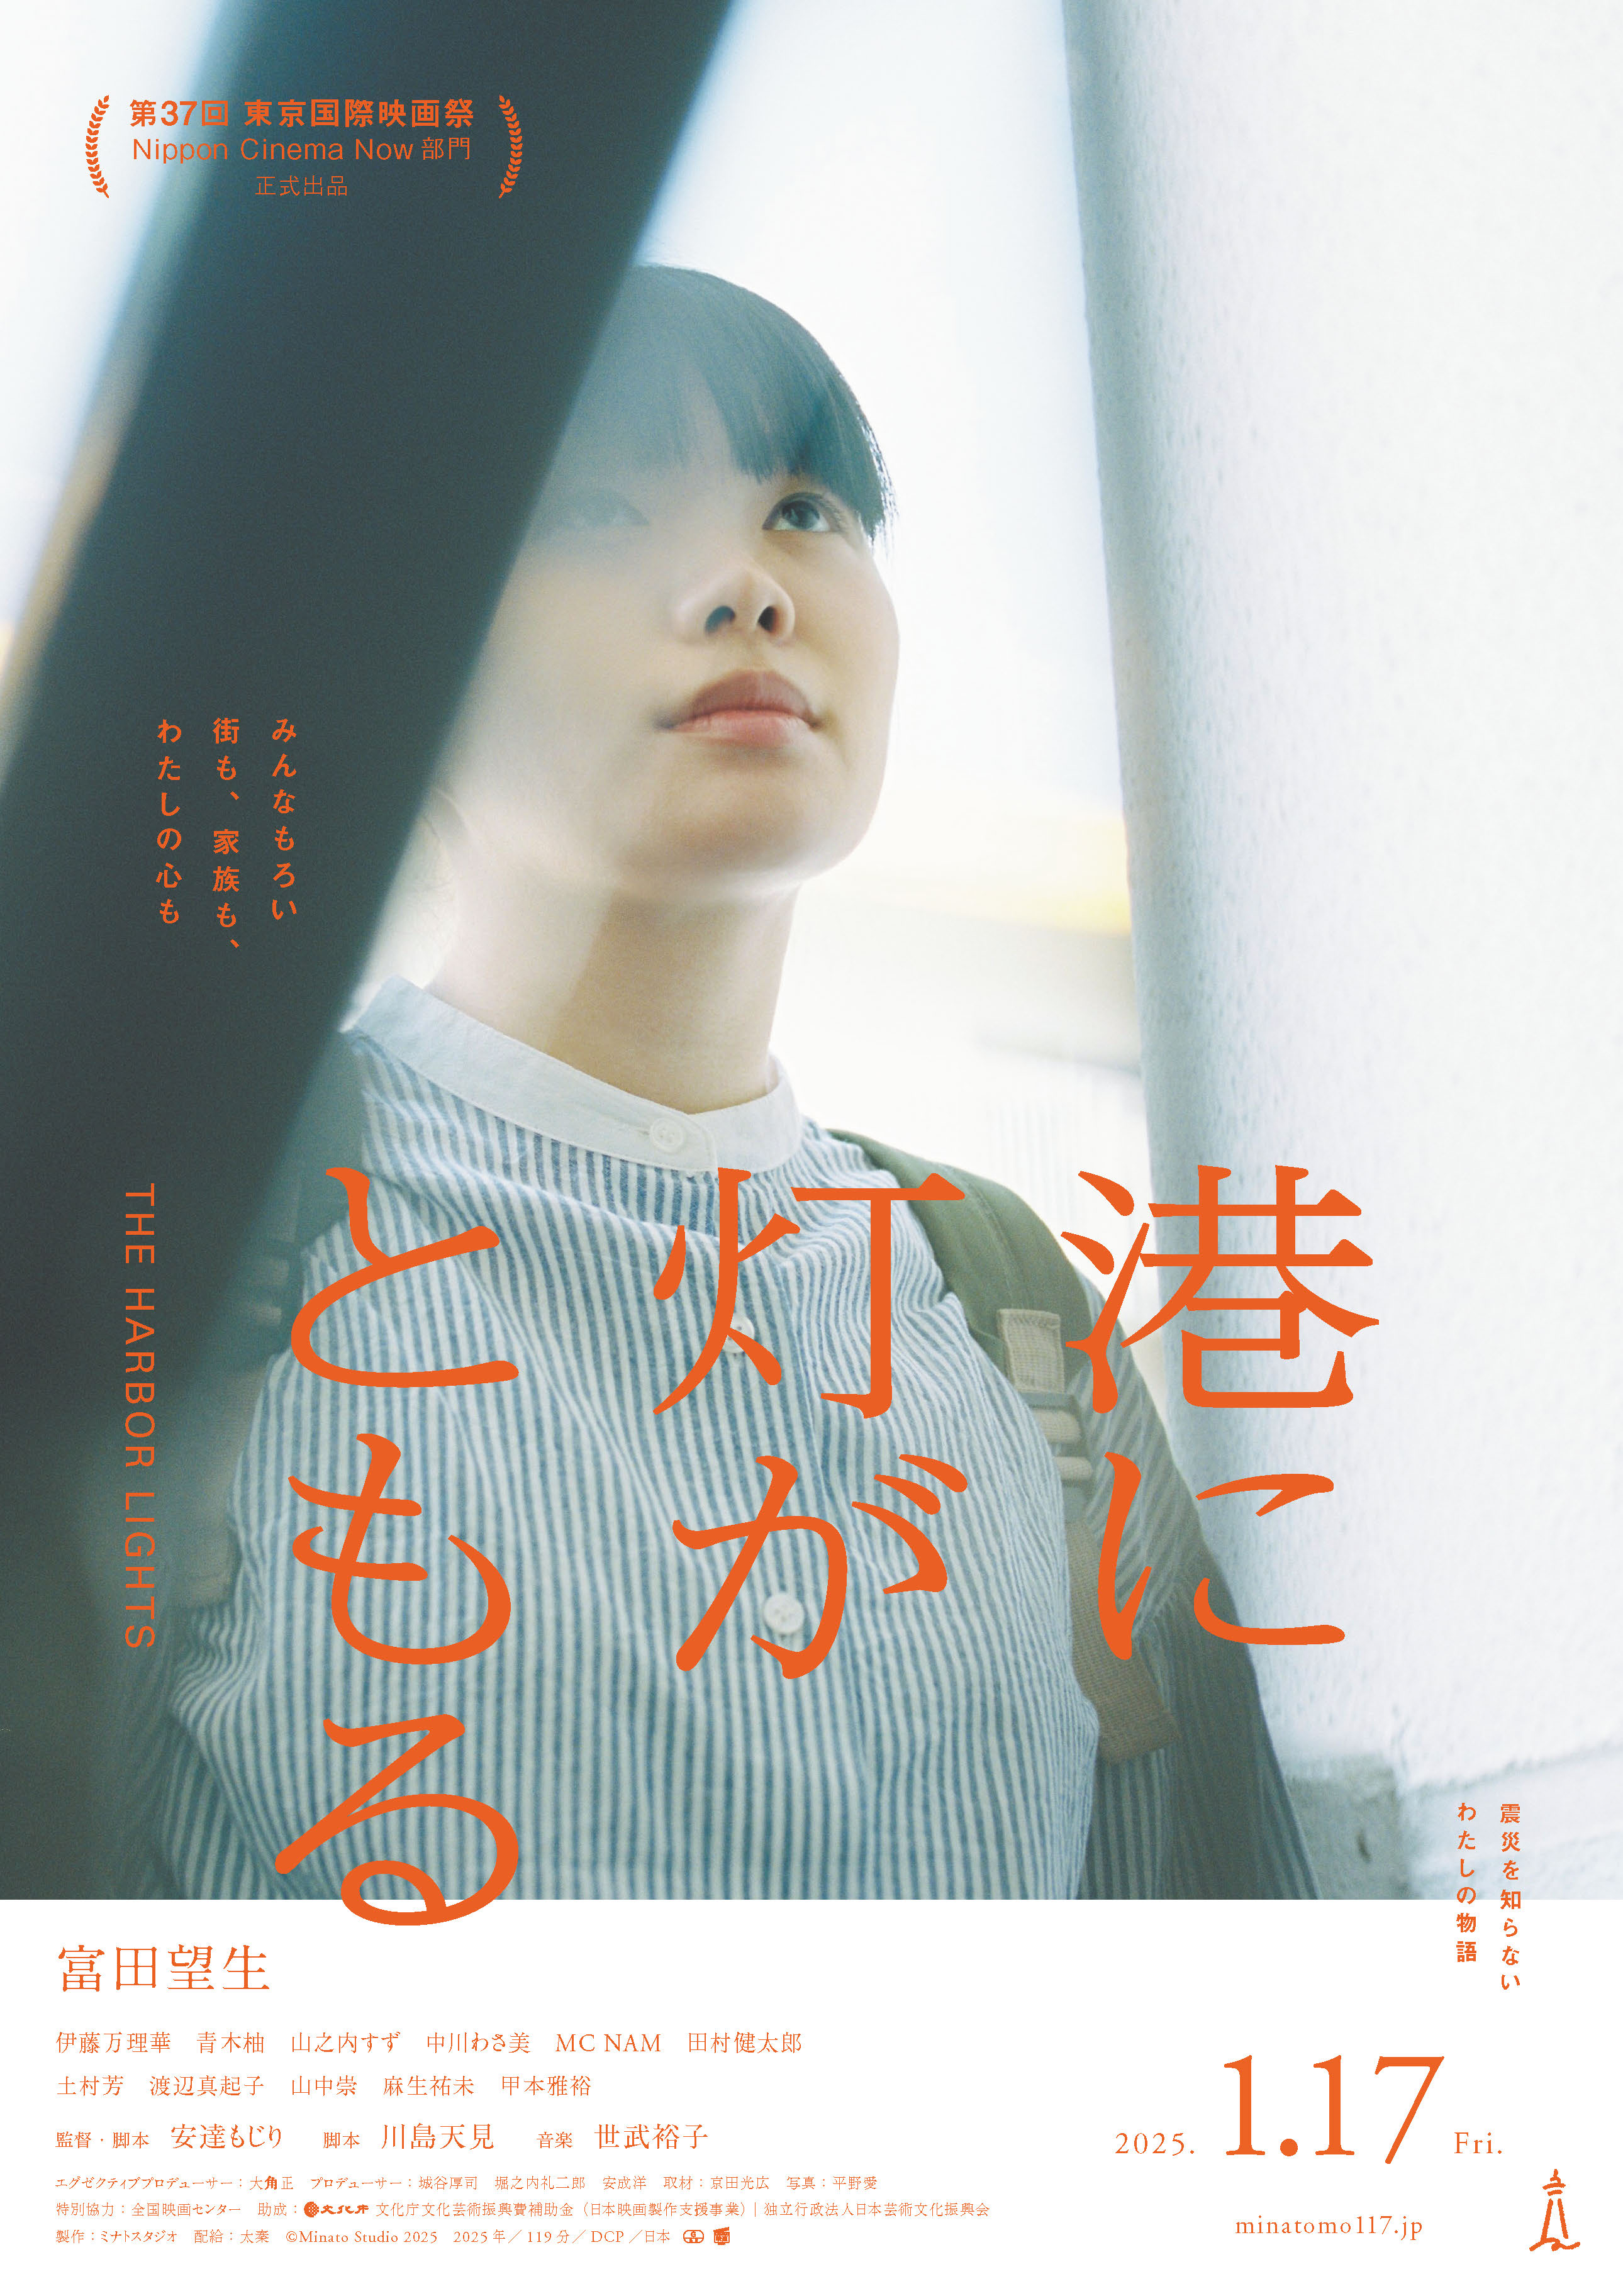 第37回 東京国際映画祭
Nippon Cinema Now 部門
正式出品
みんなもろい
街も、家族も、
わたしの心も
港に
灯が
ともる
THE HARBOR LIGHTS
震災を知らない
わたしの物語
富田望生
伊藤万理華 青木柚 山之内すず 中川わさ美 MC NAM 田村健太郎
土村芳 渡辺真起子 山中崇 麻生祐未 甲本雅裕
監督・脚本 安達もじり 脚本 川島天見 音楽 世武裕子
エグゼクティブプロデューサー：大角正 プロデューサー：城谷厚司 堀之内礼二郎 安成洋 取材：京田光広 写真：平野愛
特別協力：全国映画センター 助成：文化庁 文化庁文化芸術振興費補助金（日本映画製作支援事業）｜独立行政法人日本芸術文化振興会
製作：ミナトスタジオ 配給：太秦 ©Minato Studio 2025 2025年／119分／DCP／日本
2025. 1.17 Fri.
minatomo117.jp